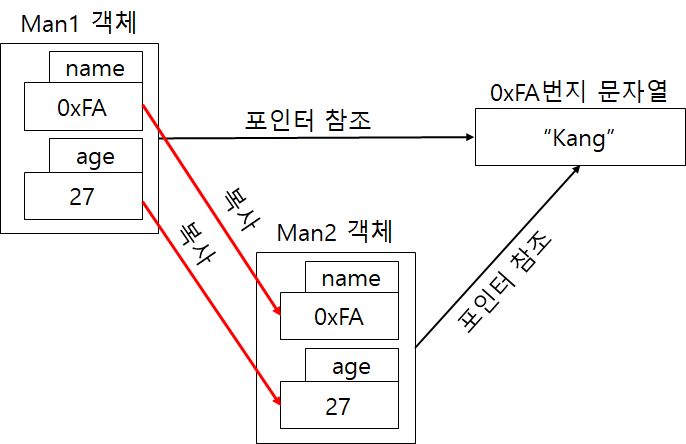 Man1 객체
name
0xFA
age
27
포인터 참조
0xFA번지 문자열
“Kang”
복사
복사
Man2 객체
name
0xFA
age
27
포인터 참조